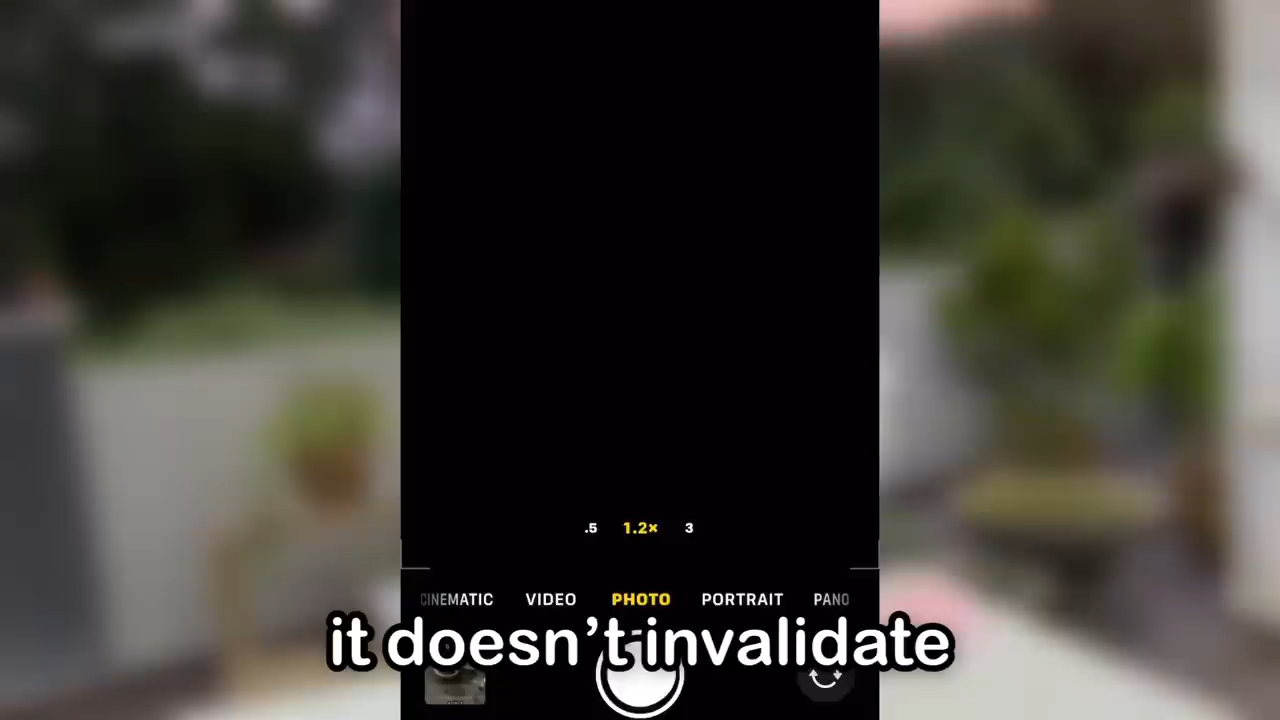 .5 1.2× 3
CINEMATIC VIDEO PHOTO PORTRAIT PANO
it doesn't invalidate